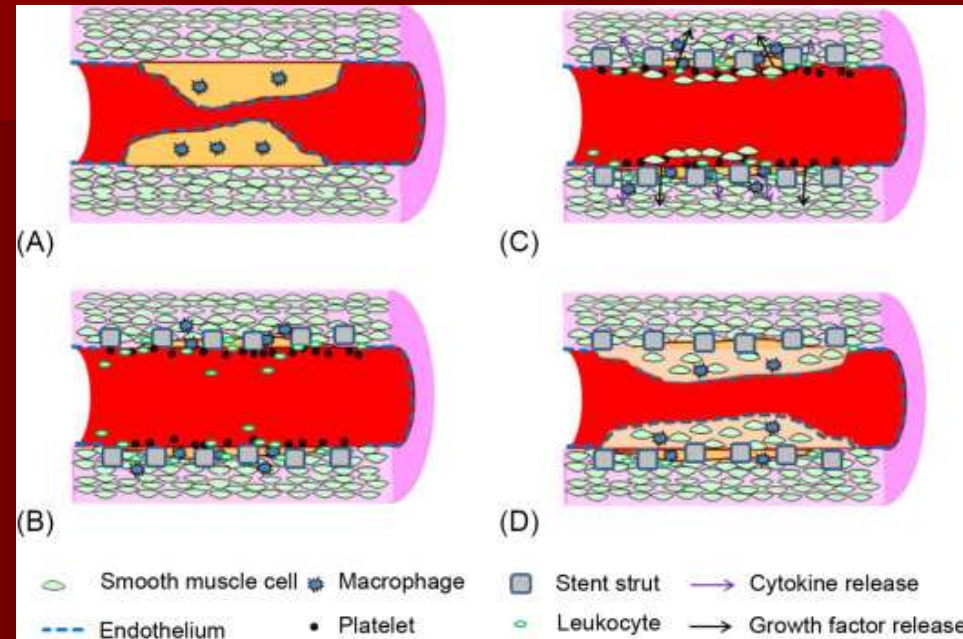 (A)
(C)
(B)
(D)
Smooth muscle cell
Macrophage
Stent strut
Cytokine release
Endothelium
Platelet
Leukocyte
Growth factor release